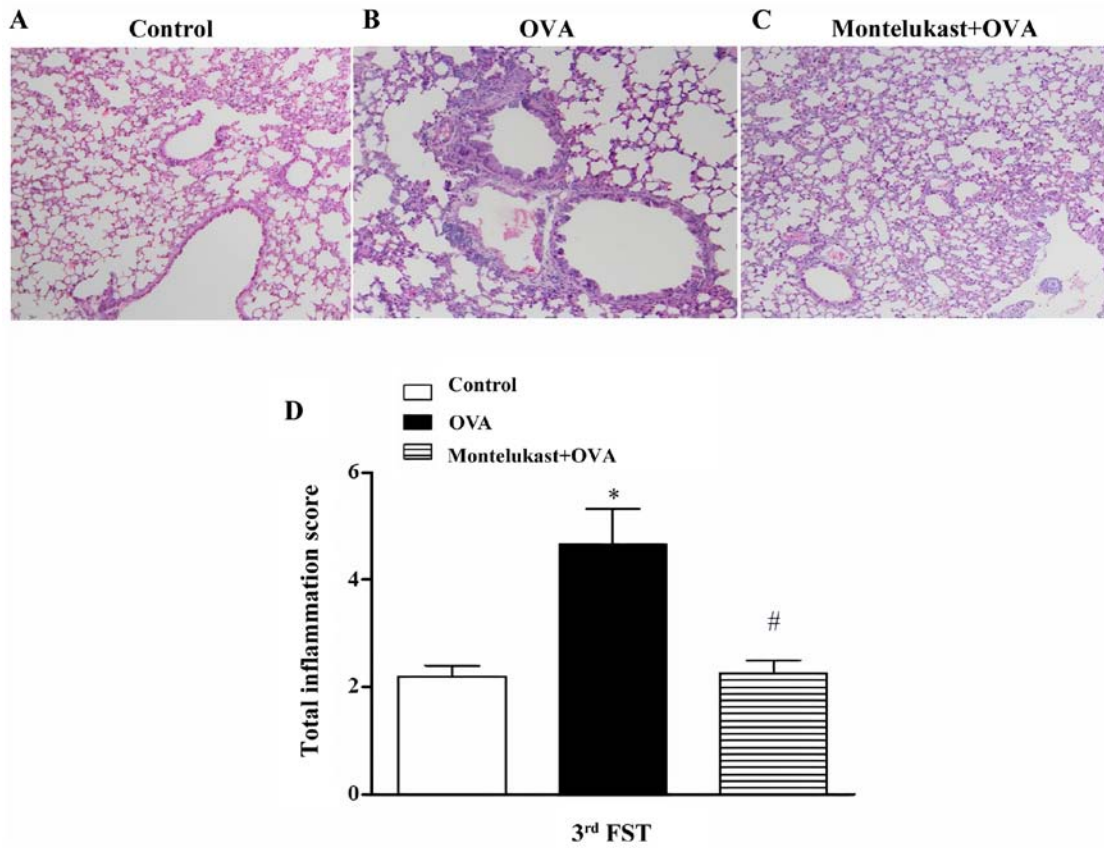 A Control B OVA C Montelukast+OVA
D
Control
OVA
Montelukast+OVA
Total inflammation score
6
*
4
#
2
0
3rd FST